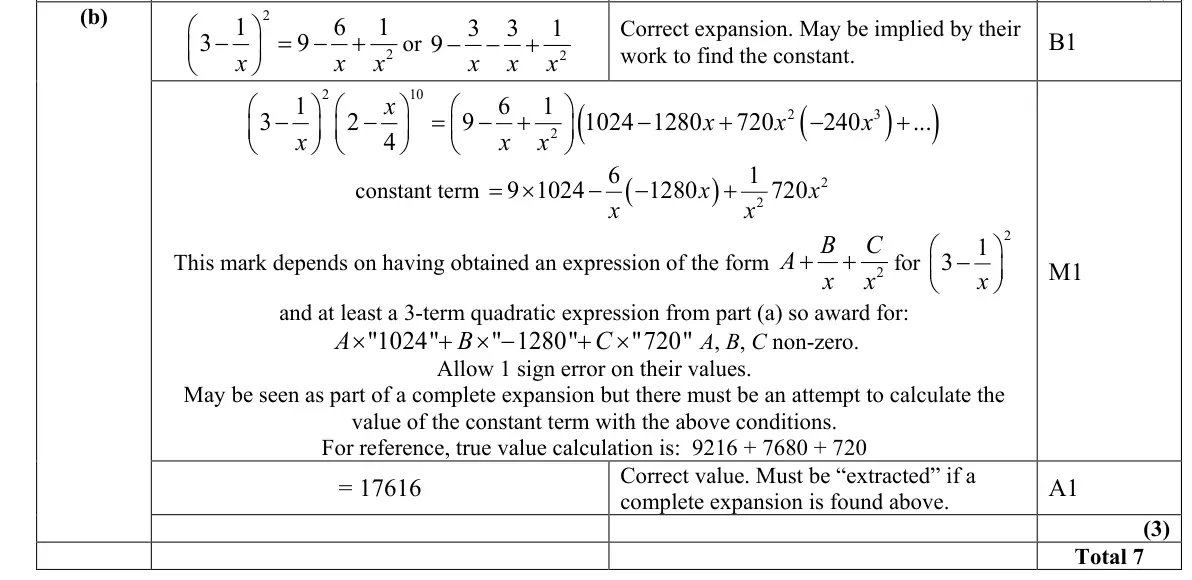 (b)
(3 − 1/x)² = 9 − 6/x + 1/x² or 9 − 3/x − 3/x + 1/x²
Correct expansion. May be implied by their
work to find the constant.
B1
(3 − 1/x)² (2 − x/4)¹⁰ = (9 − 6/x + 1/x²)(1024 − 1280x + 720x² (−240x³) + ...)
constant term = 9 × 1024 − 6/x (−1280x) + 1/x² 720x²
This mark depends on having obtained an expression of the form A + B/x + C/x² for (3 − 1/x)²
M1
and at least a 3-term quadratic expression from part (a) so award for:
A×"1024"+ B×"−1280"+ C×"720" A, B, C non-zero.
Allow 1 sign error on their values.
May be seen as part of a complete expansion but there must be an attempt to calculate the
value of the constant term with the above conditions.
For reference, true value calculation is: 9216 + 7680 + 720
= 17616
Correct value. Must be “extracted” if a
complete expansion is found above.
A1
(3)
Total 7